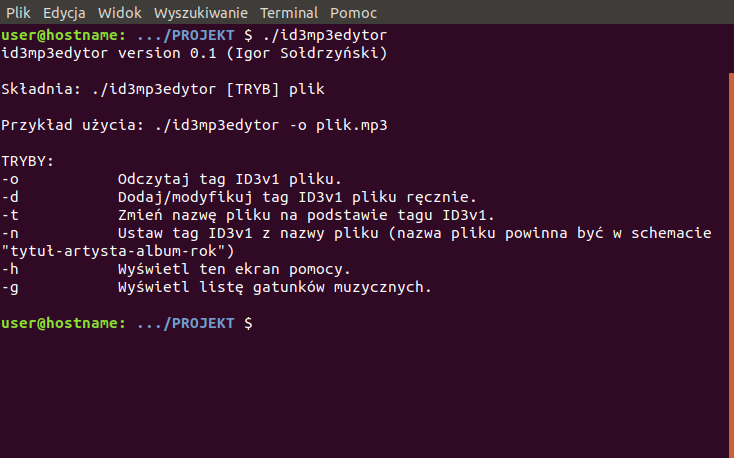 Plik Edycja Widok Wyszukiwanie Terminal Pomoc
user@hostname: .../PROJEKT $ ./id3mp3edytor
id3mp3edytor version 0.1 (Igor Sołdrzyński)
Składnia: ./id3mp3edytor [TRYB] plik
Przykład użycia: ./id3mp3edytor -o plik.mp3
TRYBY:
-o Odczytaj tag ID3v1 pliku.
-d Dodaj/modyfikuj tag ID3v1 pliku ręcznie.
-t Zmień nazwę pliku na podstawie tagu ID3v1.
-n Ustaw tag ID3v1 z nazwy pliku (nazwa pliku powinna być w schemacie
"tytuł-artysta-album-rok")
-h Wyświetl ten ekran pomocy.
-g Wyświetl listę gatunków muzycznych.
user@hostname: .../PROJEKT $